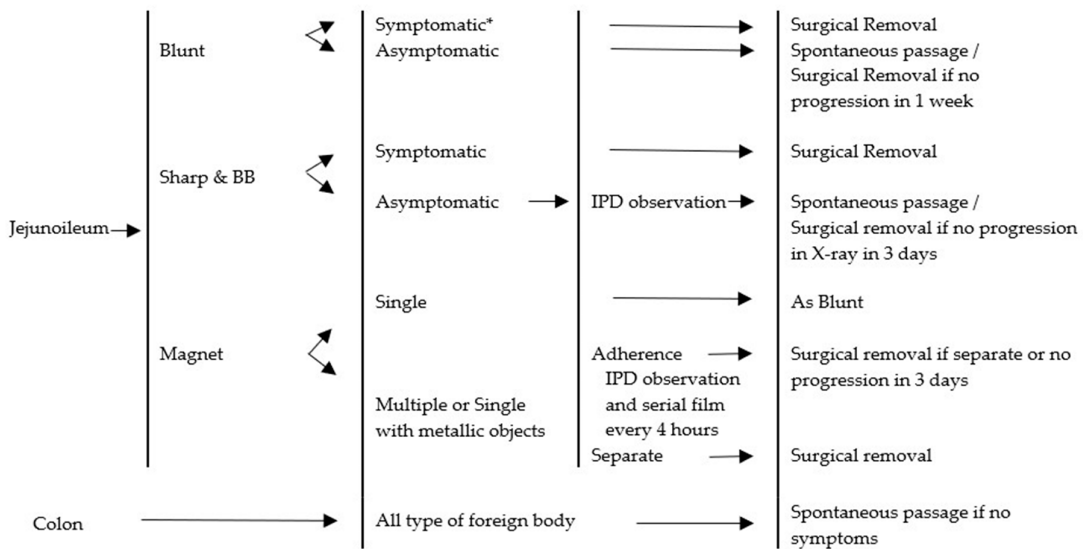 Blunt
Symptomatic*
Surgical Removal
Asymptomatic
Spontaneous passage /
Surgical Removal if no
progression in 1 week
Jejunoileum
Sharp & BB
Symptomatic
Surgical Removal
Asymptomatic
IPD observation
Spontaneous passage /
Surgical removal if no progression
in X-ray in 3 days
Magnet
Single
As Blunt
Multiple or Single
with metallic objects
Adherence
IPD observation
and serial film
every 4 hours
Surgical removal if separate or no
progression in 3 days
Separate
Surgical removal
Colon
All type of foreign body
Spontaneous passage if no
symptoms